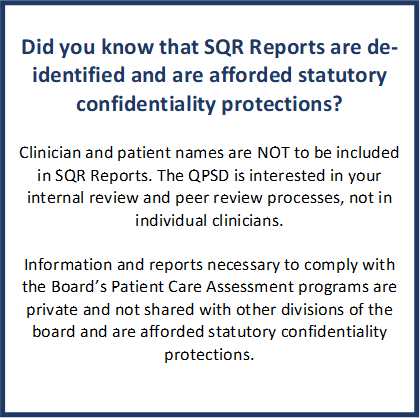 Did you know that SQR Reports are de-
identified and are afforded statutory
confidentiality protections?
Clinician and patient names are NOT to be included
in SQR Reports. The QPSD is interested in your
internal review and peer review processes, not in
individual clinicians.
Information and reports necessary to comply with
the Board’s Patient Care Assessment programs are
private and not shared with other divisions of the
board and are afforded statutory confidentiality
protections.